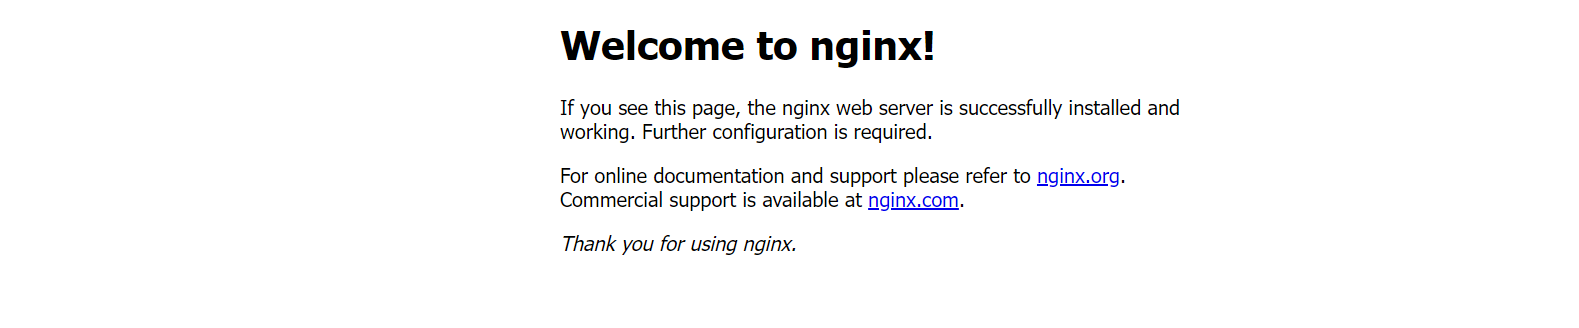 Welcome to nginx!
If you see this page, the nginx web server is successfully installed and
working. Further configuration is required.
For online documentation and support please refer to nginx.org.
Commercial support is available at nginx.com.
Thank you for using nginx.